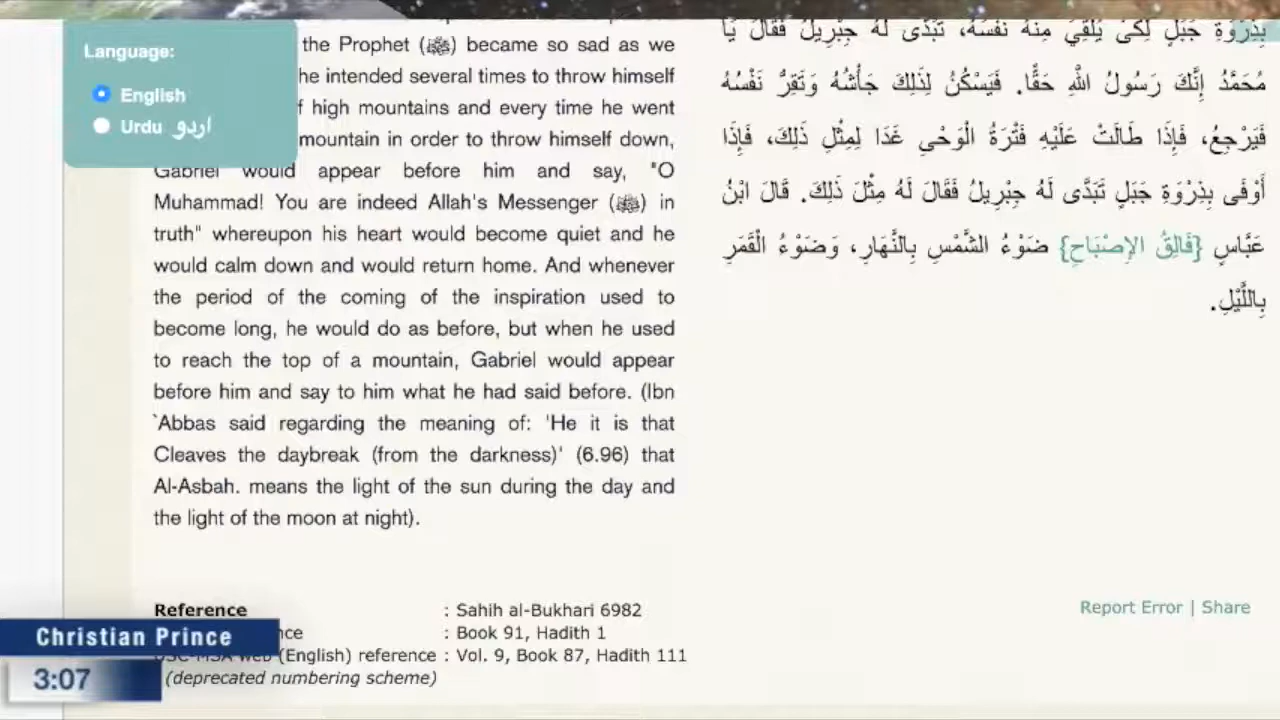 Language:
English
Urdu اردو
the Prophet (ﷺ) became so sad as we
he intended several times to throw himself
f high mountains and every time he went
mountain in order to throw himself down,
Gabriel would appear before him and say, "O
Muhammad! You are indeed Allah's Messenger (ﷺ) in
truth" whereupon his heart would become quiet and he
would calm down and would return home. And whenever
the period of the coming of the inspiration used to
become long, he would do as before, but when he used
to reach the top of a mountain, Gabriel would appear
before him and say to him what he had said before. (Ibn
`Abbas said regarding the meaning of: 'He it is that
Cleaves the daybreak (from the darkness)' (6.96) that
Al-Asbah. means the light of the sun during the day and
the light of the moon at night).
بِذِرْوَةِ جَبَلٍ لِكَىْ يُلْقِيَ مِنْهُ نَفْسَهُ، تَبَدَّى لَهُ جِبْرِيلُ فَقَالَ يَا
مُحَمَّدُ إِنَّكَ رَسُولُ اللَّهِ حَقًّا. فَيَسْكُنُ لِذَلِكَ جَأْشُهُ وَتَقِرُّ نَفْسُهُ
فَيَرْجِعُ، فَإِذَا طَالَتْ عَلَيْهِ فَتْرَةُ الْوَحْىِ غَدَا لِمِثْلِ ذَلِكَ، فَإِذَا
أَوْفَى بِذِرْوَةِ جَبَلٍ تَبَدَّى لَهُ جِبْرِيلُ فَقَالَ لَهُ مِثْلَ ذَلِكَ. قَالَ ابْنُ
عَبَّاسٍ {فَالِقُ الإِصْبَاحِ} ضَوْءُ الشَّمْسِ بِالنَّهَارِ، وَضَوْءُ الْقَمَرِ
بِاللَّيْلِ.
Reference : Sahih al-Bukhari 6982
nce : Book 91, Hadith 1
USC-MSA web (English) reference : Vol. 9, Book 87, Hadith 111
(deprecated numbering scheme)
Report Error | Share
Christian Prince
3:07